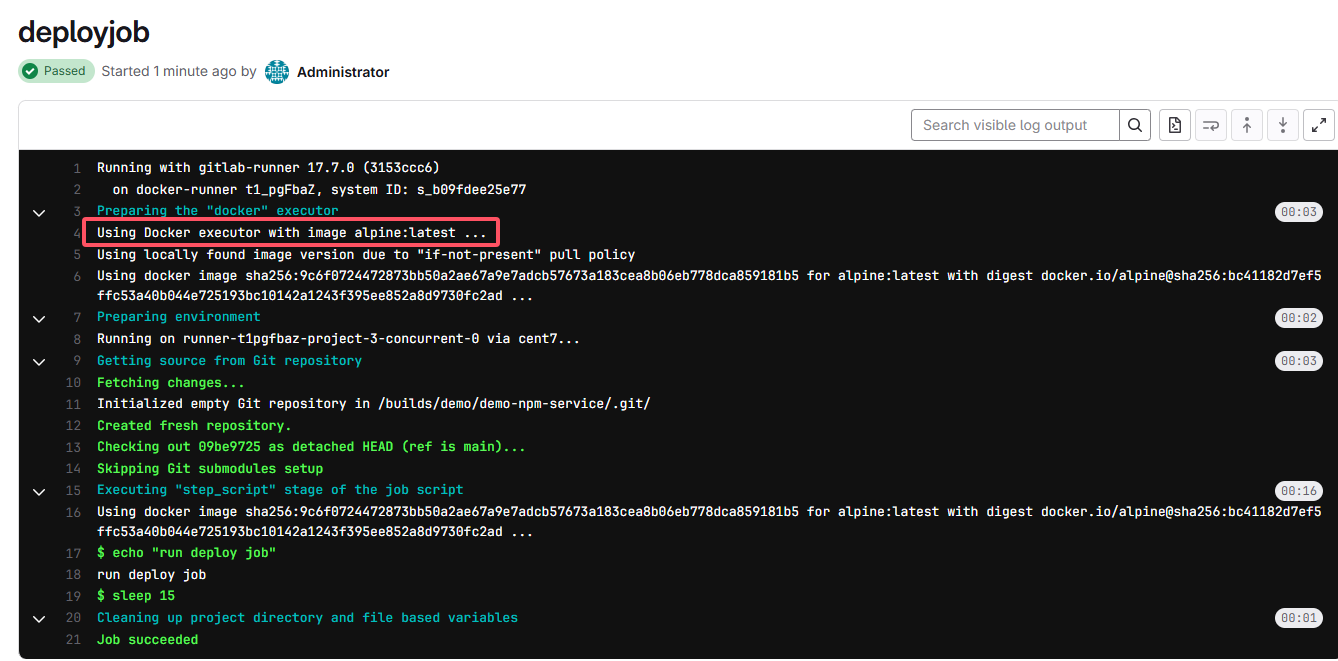 deployjob
Passed Started 1 minute ago by Administrator
Search visible log output
1 Running with gitlab-runner 17.7.0 (3153ccc6)
2 on docker-runner t1_pgFbaZ, system ID: s_b09fdee25e77
3 Preparing the "docker" executor 00:03
4 Using Docker executor with image alpine:latest ...
5 Using locally found image version due to "if-not-present" pull policy
6 Using docker image sha256:9c6f0724472873bb50a2ae67a9e7adcb57673a183cea8b06eb778dca859181b5 for alpine:latest with digest docker.io/alpine@sha256:bc41182d7ef5
ffc53a40b044e725193bc10142a1243f395ee852a8d9730fc2ad ...
7 Preparing environment 00:02
8 Running on runner-t1pgfbaz-project-3-concurrent-0 via cent7...
9 Getting source from Git repository 00:03
10 Fetching changes...
11 Initialized empty Git repository in /builds/demo/demo-npm-service/.git/
12 Created fresh repository.
13 Checking out 09be9725 as detached HEAD (ref is main)...
14 Skipping Git submodules setup
15 Executing "step_script" stage of the job script 00:16
16 Using docker image sha256:9c6f0724472873bb50a2ae67a9e7adcb57673a183cea8b06eb778dca859181b5 for alpine:latest with digest docker.io/alpine@sha256:bc41182d7ef5
ffc53a40b044e725193bc10142a1243f395ee852a8d9730fc2ad ...
17 $ echo "run deploy job"
18 run deploy job
19 $ sleep 15
20 Cleaning up project directory and file based variables 00:01
21 Job succeeded